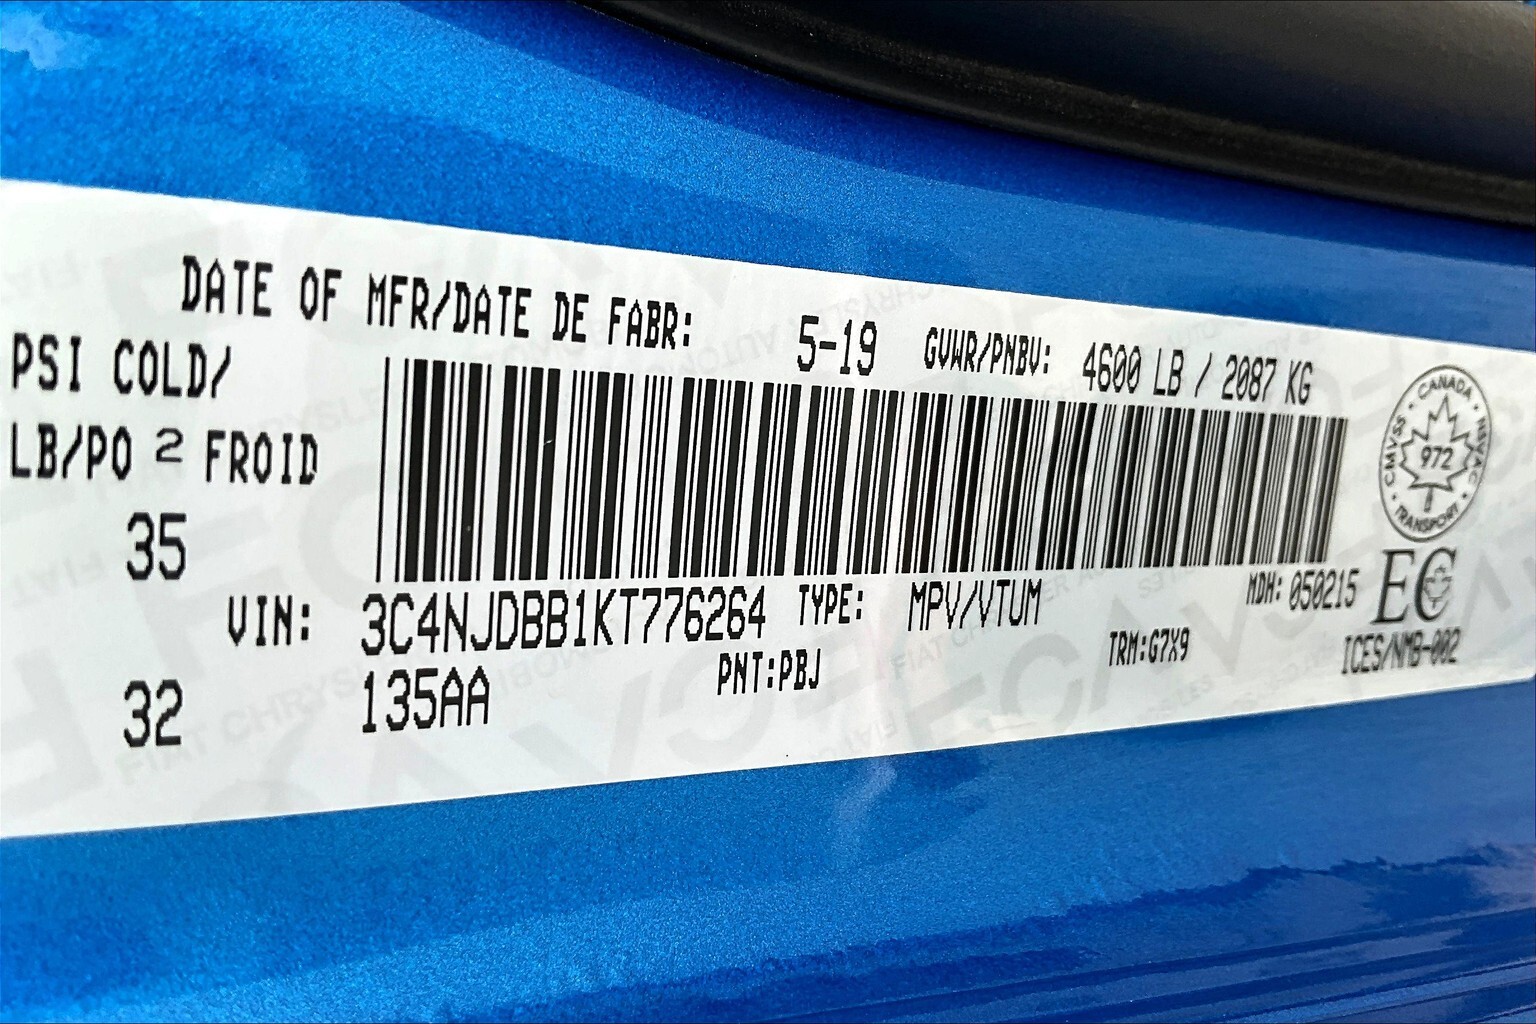 DATE OF MFR/DATE DE FABR: 5-19 GVWR/PNBV: 4600 LB / 2087 KG
PSI COLD/
LB/PO 2 FROID
35
CANADA
CMVSS
NSVAC
972
TRANSPORT
VIN: 3C4NJDBB1KT776264 TYPE: MPV/VTUM MDH: 050215
EC
32
135AA PNT:PBJ TRM:G7X9 ICES/NMB-002